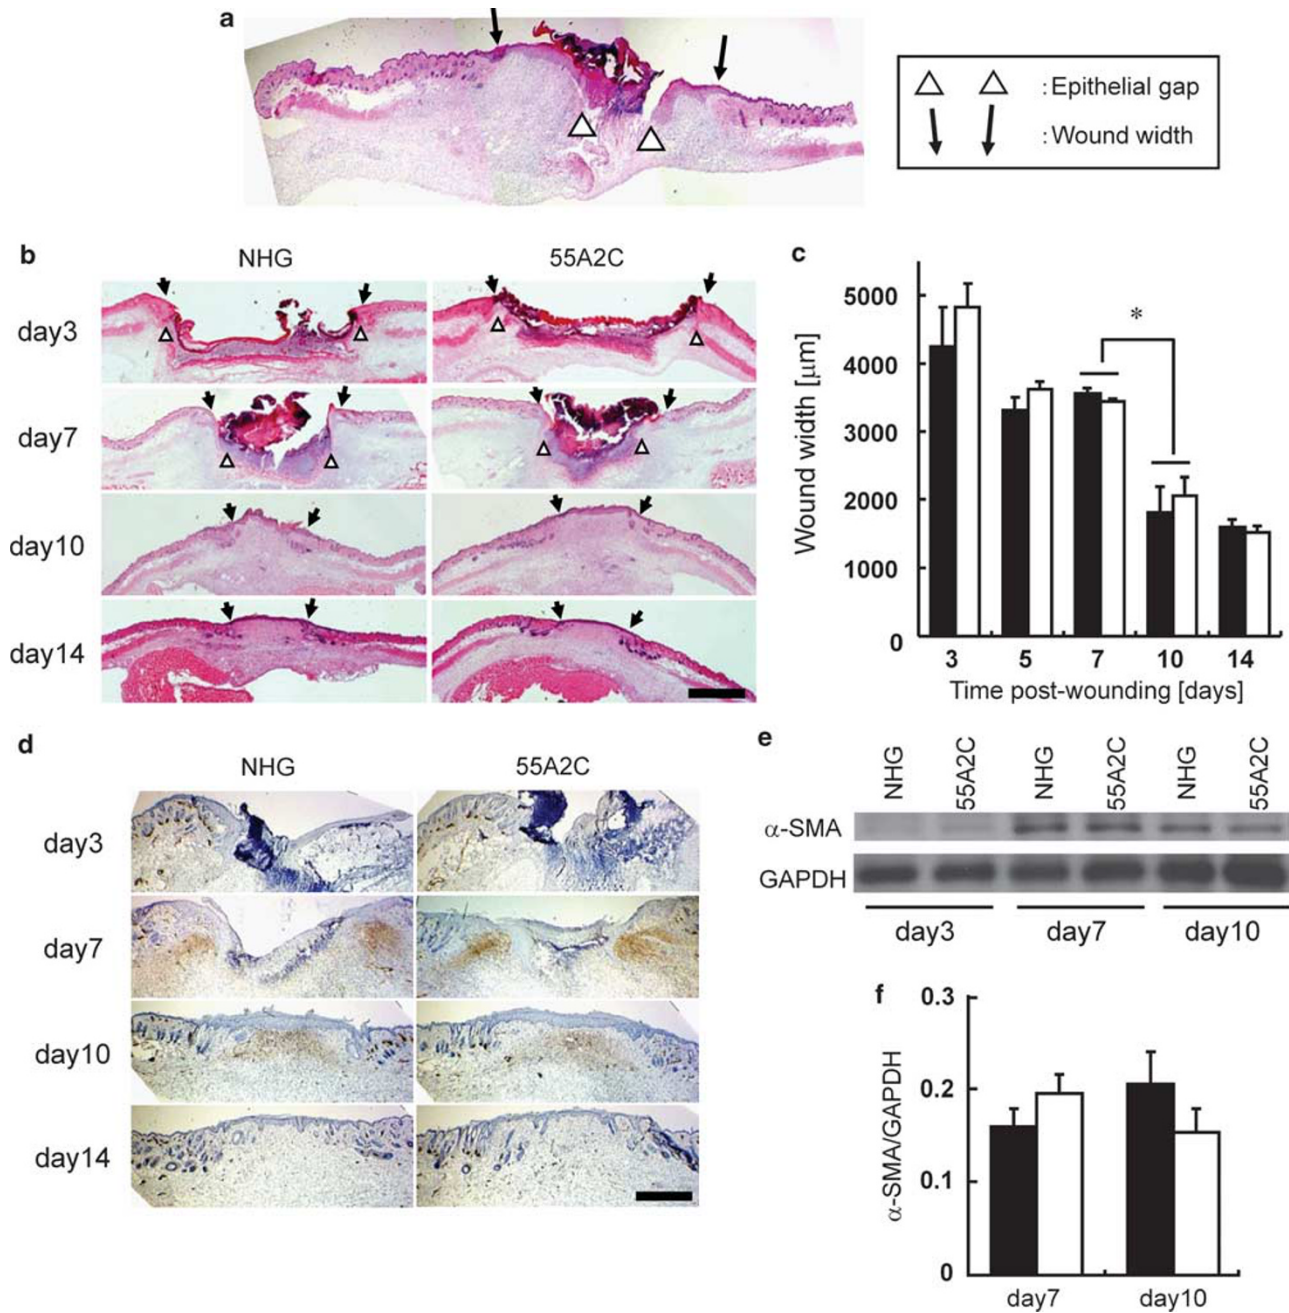 a
: Epithelial gap
: Wound width
b
NHG
55A2C
day3
day7
day10
day14
c
Wound width [μm]
5000
4000
3000
2000
1000
0
*
3 5 7 10 14
Time post-wounding [days]
d
NHG
55A2C
day3
day7
day10
day14
e
NHG
55A2C
NHG
55A2C
NHG
55A2C
α-SMA
GAPDH
day3 day7 day10
f
α-SMA/GAPDH
0.3
0.2
0.1
0
day7 day10